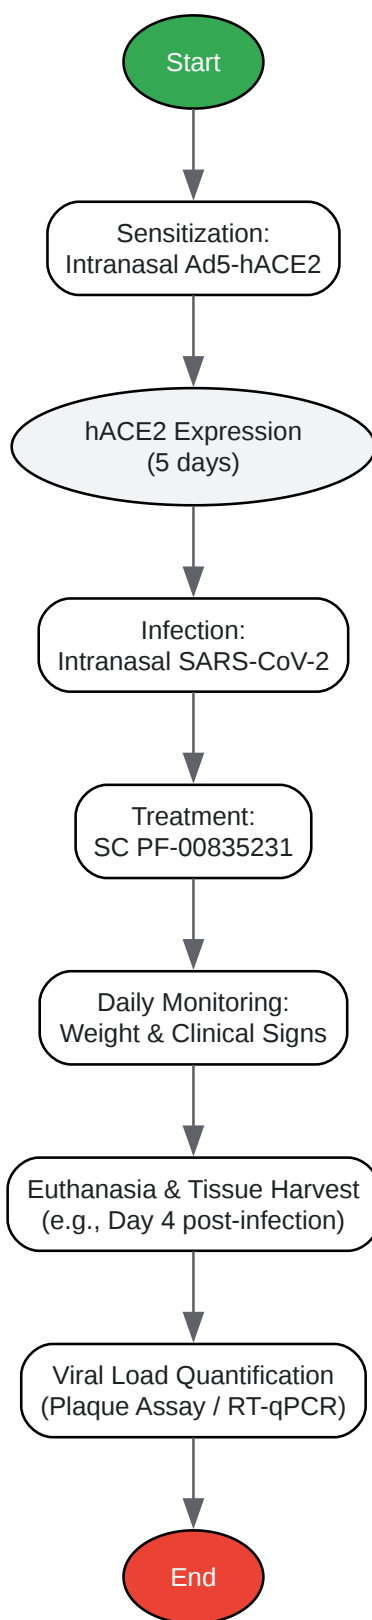 Start
Sensitization:
Intranasal Ad5-hACE2
hACE2 Expression
(5 days)
Infection:
Intranasal SARS-CoV-2
Treatment:
SC PF-00835231
Daily Monitoring:
Weight & Clinical Signs
Euthanasia & Tissue Harvest
(e.g., Day 4 post-infection)
Viral Load Quantification
(Plaque Assay / RT-qPCR)
End